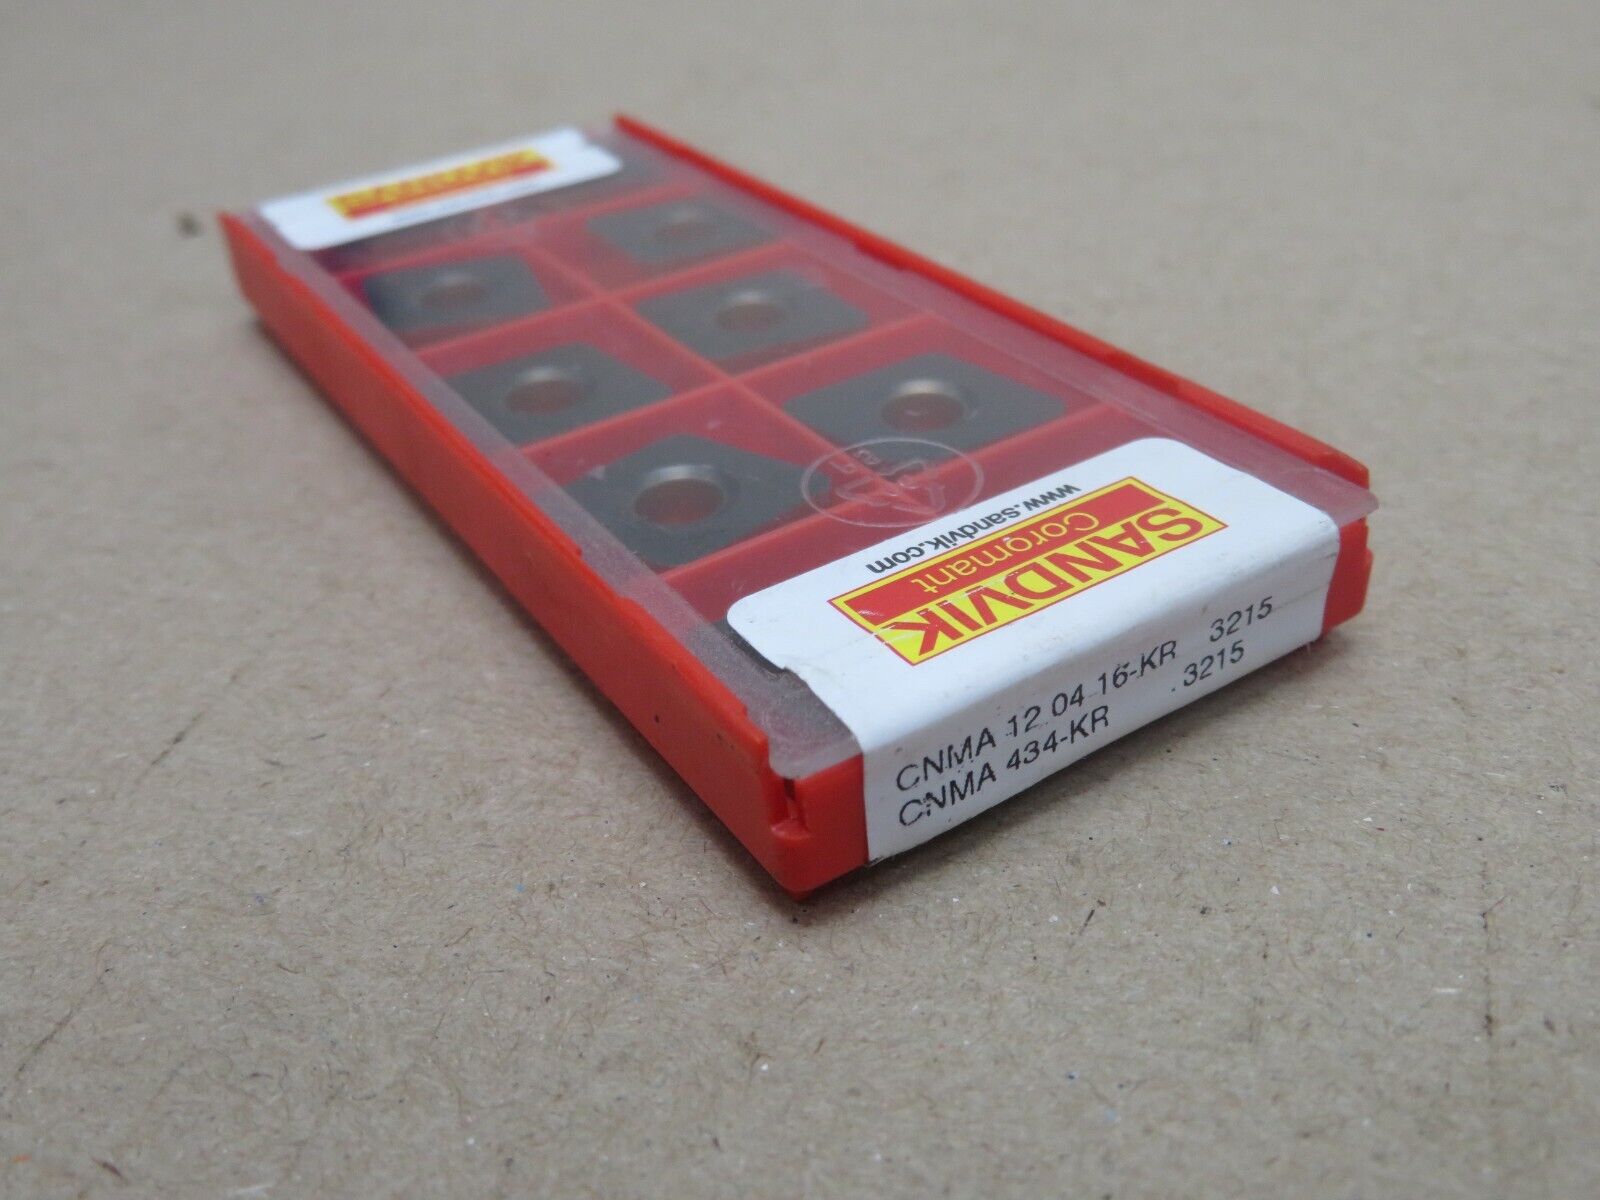 SANDVIK
Coromant
www.sandvik.com
CNMA 12 04 16-KR 3215
CNMA 434-KR 3215